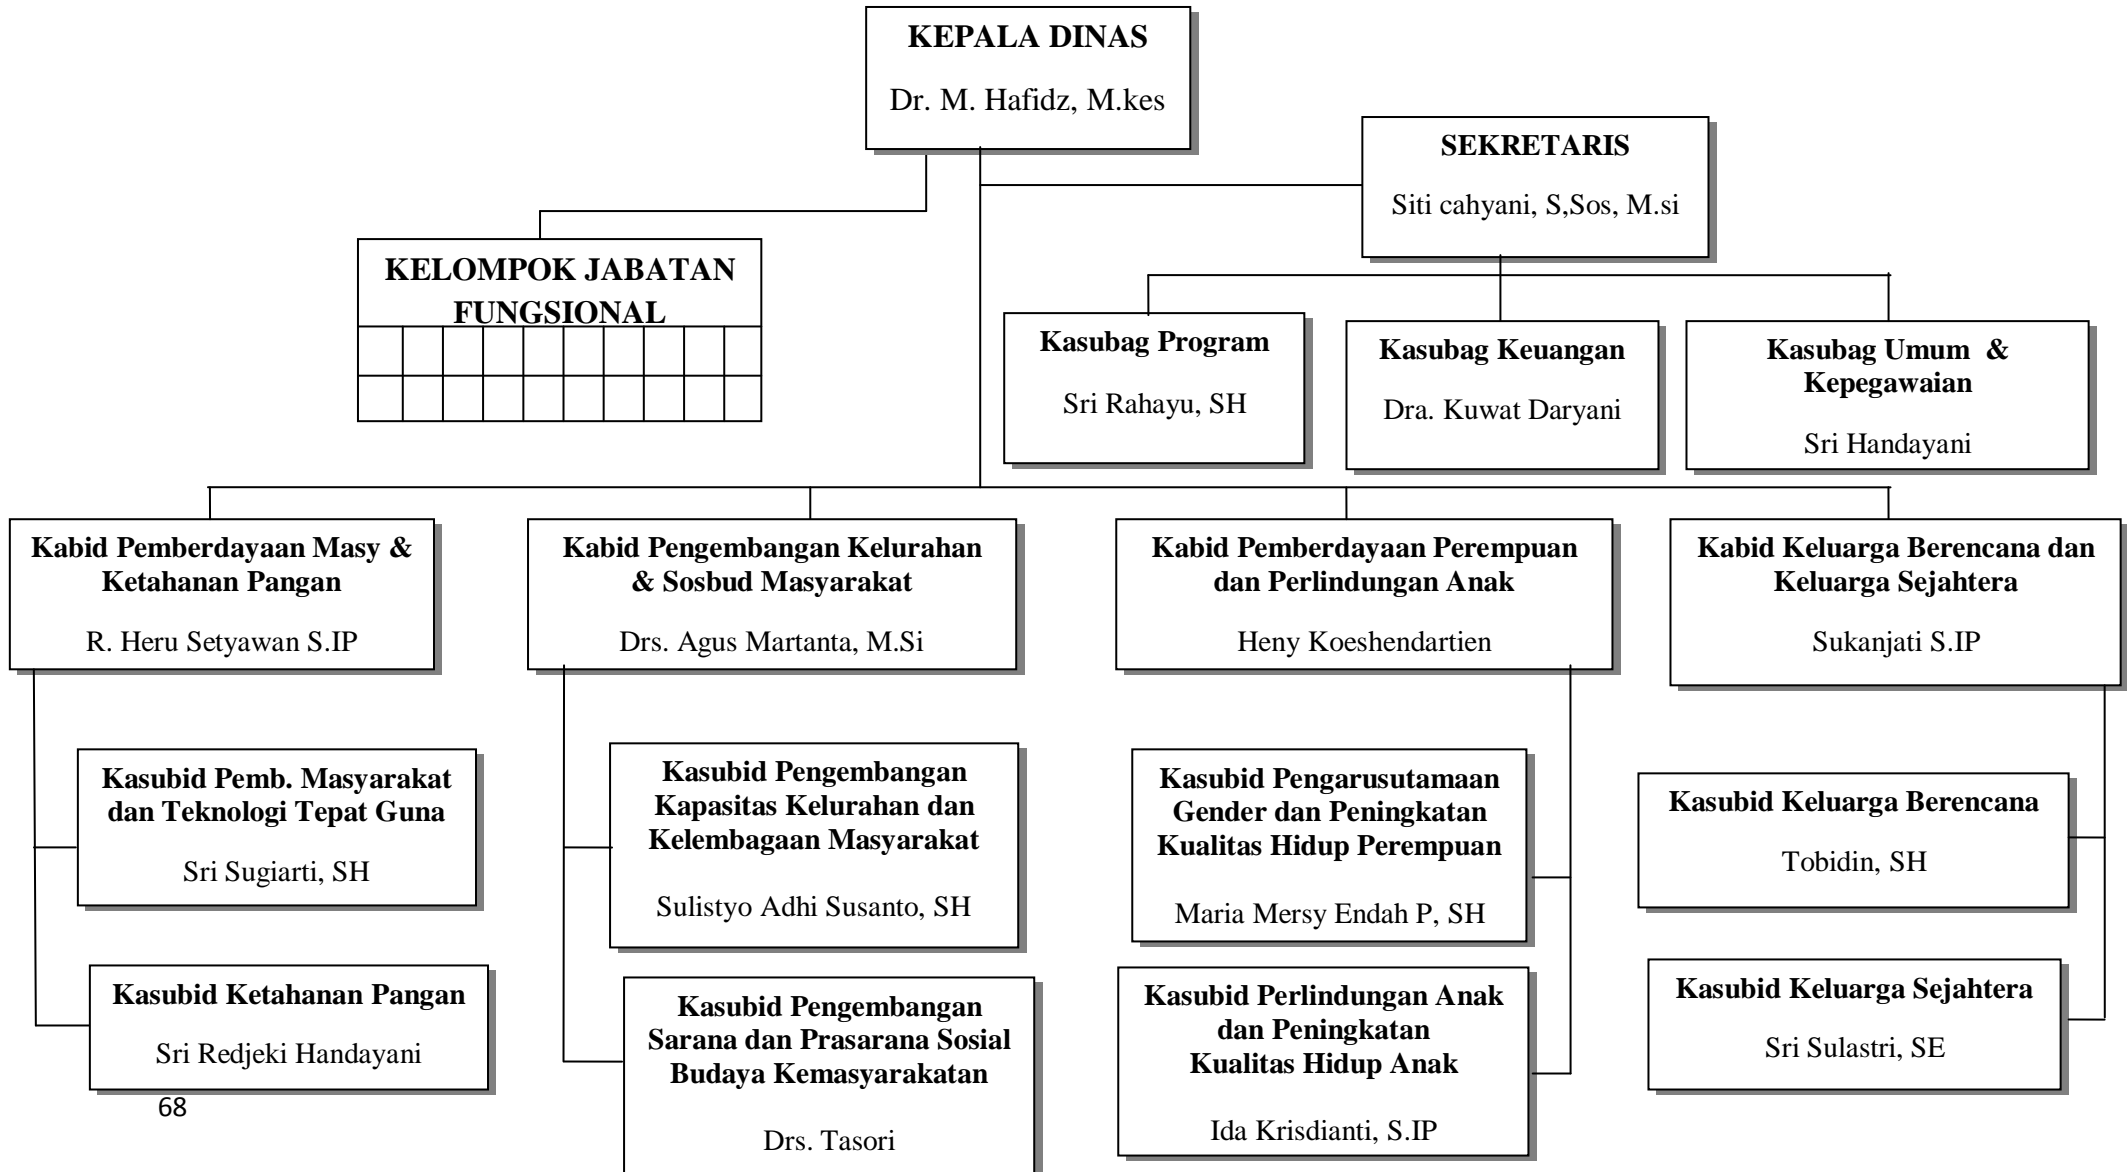 KEPALA DINAS
Dr. M. Hafidz, M.kes
SEKRETARIS
Siti cahyani, S,Sos, M.si
KELOMPOK JABATAN
FUNGSIONAL
Kasubag Program
Sri Rahayu, SH
Kasubag Keuangan
Dra. Kuwat Daryani
Kasubag Umum &
Kepegawaian
Sri Handayani
Kabid Pemberdayaan Masy &
Ketahanan Pangan
R. Heru Setyawan S.IP
Kabid Pengembangan Kelurahan
& Sosbud Masyarakat
Drs. Agus Martanta, M.Si
Kabid Pemberdayaan Perempuan
dan Perlindungan Anak
Heny Koeshendartien
Kabid Keluarga Berencana dan
Keluarga Sejahtera
Sukanjati S.IP
Kasubid Pemb. Masyarakat
dan Teknologi Tepat Guna
Sri Sugiarti, SH
Kasubid Pengembangan
Kapasitas Kelurahan dan
Kelembagaan Masyarakat
Sulistyo Adhi Susanto, SH
Kasubid Pengarusutamaan
Gender dan Peningkatan
Kualitas Hidup Perempuan
Maria Mersy Endah P, SH
Kasubid Keluarga Berencana
Tobidin, SH
Kasubid Ketahanan Pangan
Sri Redjeki Handayani
Kasubid Pengembangan
Sarana dan Prasarana Sosial
Budaya Kemasyarakatan
Drs. Tasori
Kasubid Perlindungan Anak
dan Peningkatan
Kualitas Hidup Anak
Ida Krisdianti, S.IP
Kasubid Keluarga Sejahtera
Sri Sulastri, SE
68